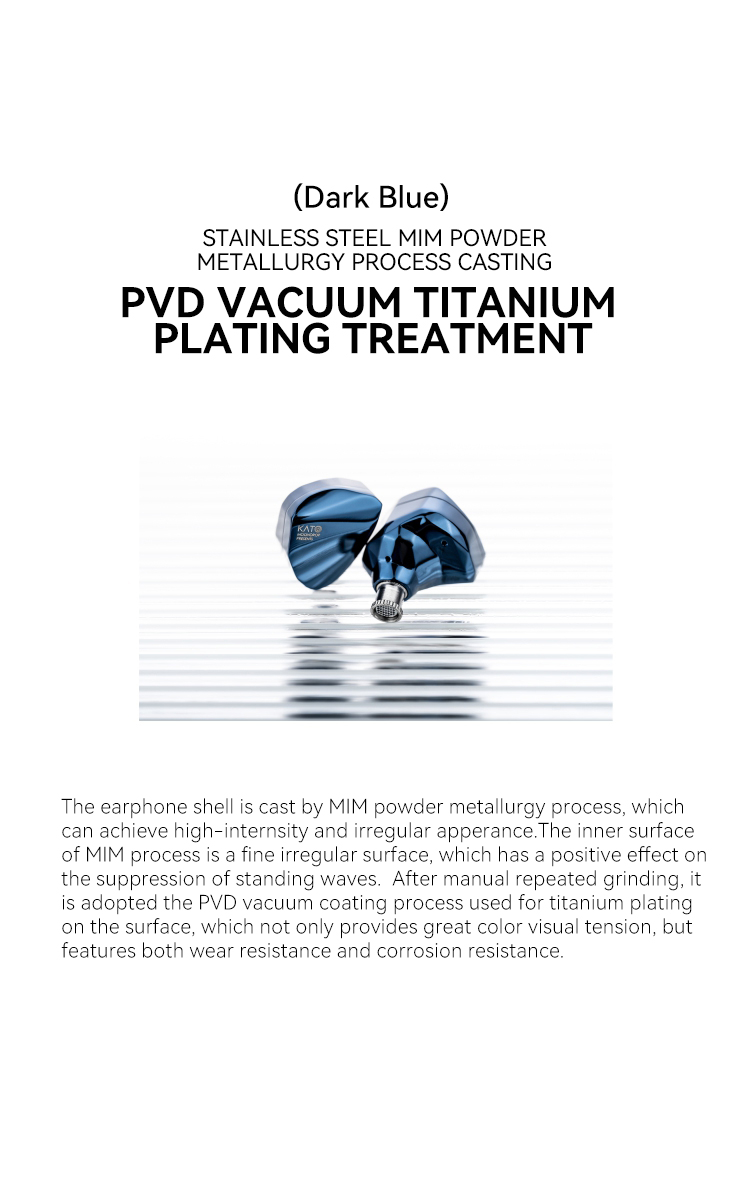 (Dark Blue)
STAINLESS STEEL MIM POWDER
METALLURGY PROCESS CASTING
PVD VACUUM TITANIUM
PLATING TREATMENT
KATO
MOONDROP
The earphone shell is cast by MIM powder metallurgy process, which
can achieve high-internsity and irregular apperance.The inner surface
of MIM process is a fine irregular surface, which has a positive effect on
the suppression of standing waves.  After manual repeated grinding, it
is adopted the PVD vacuum coating process used for titanium plating
on the surface, which not only provides great color visual tension, but
features both wear resistance and corrosion resistance.